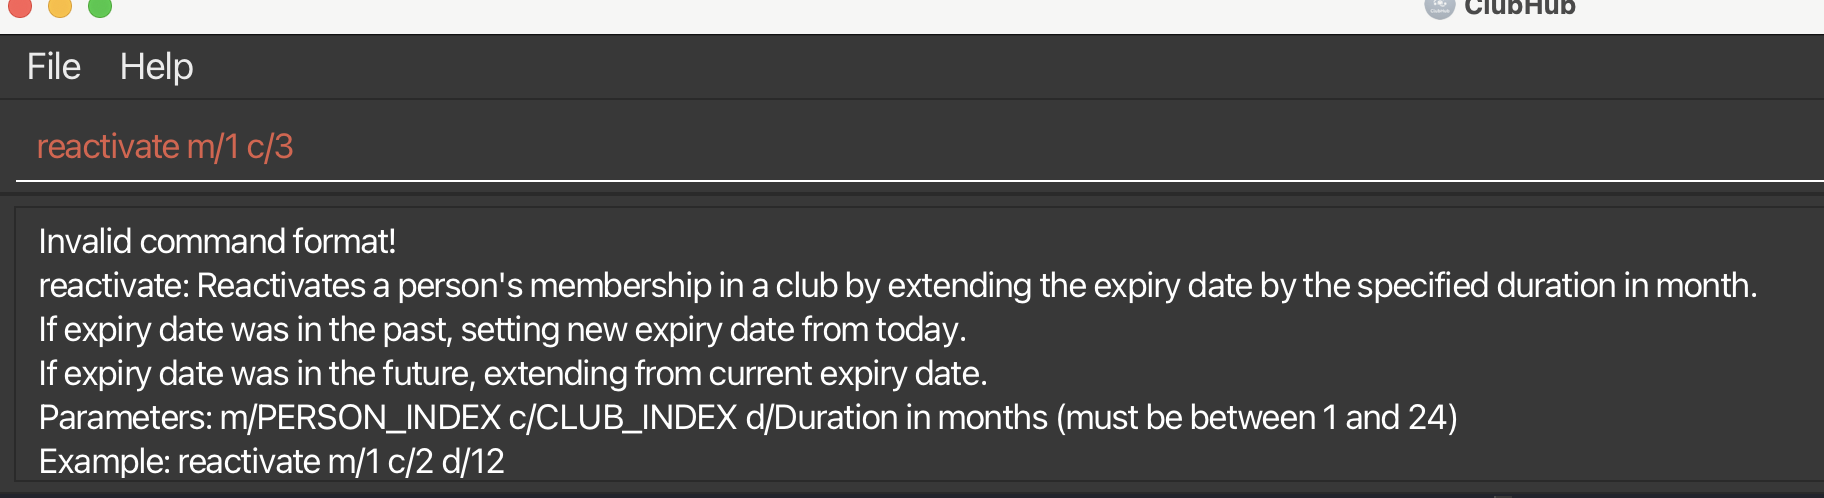 ClubHub
File Help
reactivate m/1 c/3
Invalid command format!
reactivate: Reactivates a person's membership in a club by extending the expiry date by the specified duration in month.
If expiry date was in the past, setting new expiry date from today.
If expiry date was in the future, extending from current expiry date.
Parameters: m/PERSON_INDEX c/CLUB_INDEX d/Duration in months (must be between 1 and 24)
Example: reactivate m/1 c/2 d/12